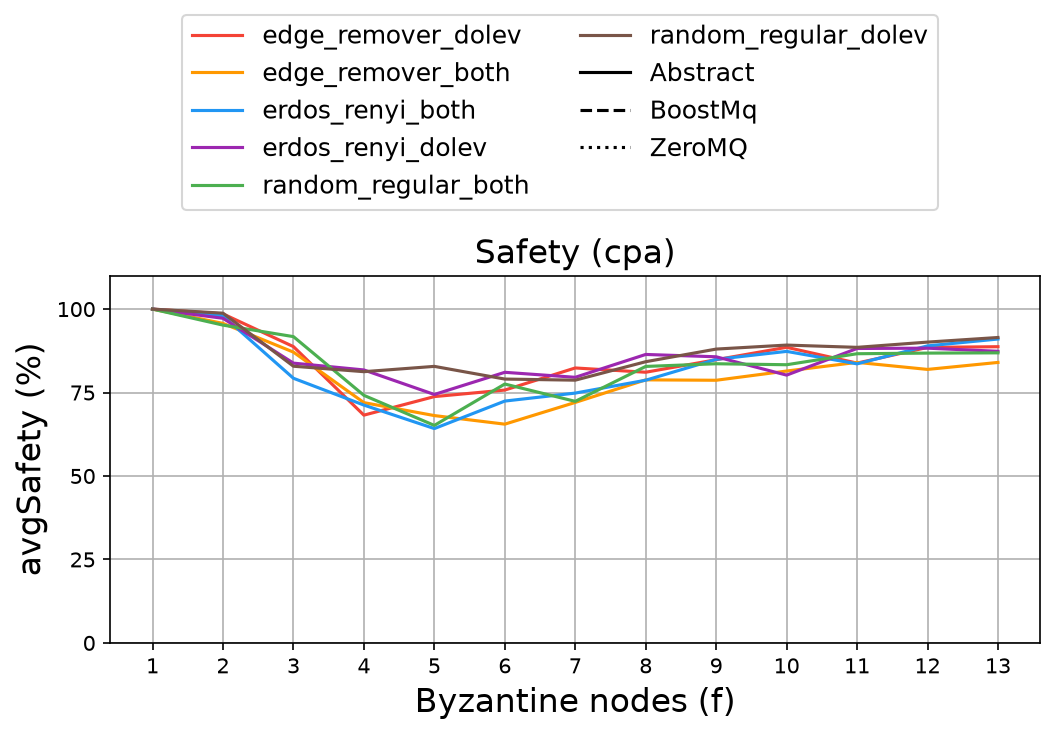 edge_remover_dolev
edge_remover_both
erdos_renyi_both
erdos_renyi_dolev
random_regular_both
random_regular_dolev
Abstract
BoostMq
ZeroMQ
Safety (cpa)
avgSafety (%)
100
75
50
25
0
1 2 3 4 5 6 7 8 9 10 11 12 13
Byzantine nodes (f)